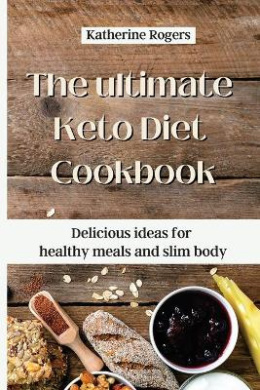 Katherine Rogers
The ultimate
Keto Diet
Cookbook
Delicious ideas for
healthy meals and slim body